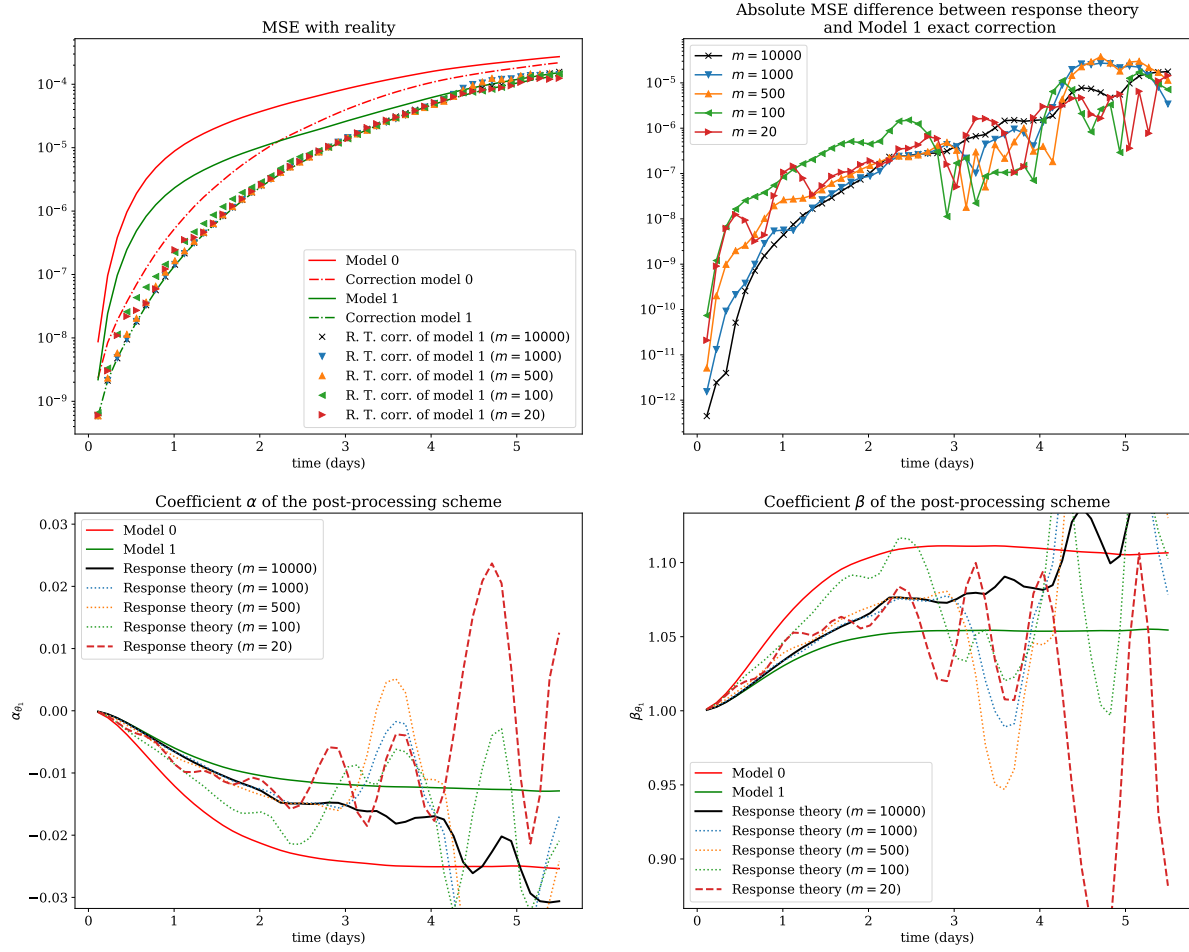 MSE with reality
10⁻⁴
10⁻⁵
10⁻⁶
10⁻⁷
10⁻⁸
10⁻⁹
Model 0
Correction model 0
Model 1
Correction model 1
R. T. corr. of model 1 (m = 10000)
R. T. corr. of model 1 (m = 1000)
R. T. corr. of model 1 (m = 500)
R. T. corr. of model 1 (m = 100)
R. T. corr. of model 1 (m = 20)
0 1 2 3 4 5
time (days)
Absolute MSE difference between response theory
and Model 1 exact correction
10⁻⁵
10⁻⁶
10⁻⁷
10⁻⁸
10⁻⁹
10⁻¹⁰
10⁻¹¹
10⁻¹²
m = 10000
m = 1000
m = 500
m = 100
m = 20
0 1 2 3 4 5
time (days)
Coefficient α of the post-processing scheme
α_θ₁
0.03
0.02
0.01
0.00
−0.01
−0.02
−0.03
Model 0
Model 1
Response theory (m = 10000)
Response theory (m = 1000)
Response theory (m = 500)
Response theory (m = 100)
Response theory (m = 20)
0 1 2 3 4 5
time (days)
Coefficient β of the post-processing scheme
β_θ₁
1.10
1.05
1.00
0.95
0.90
Model 0
Model 1
Response theory (m = 10000)
Response theory (m = 1000)
Response theory (m = 500)
Response theory (m = 100)
Response theory (m = 20)
0 1 2 3 4 5
time (days)